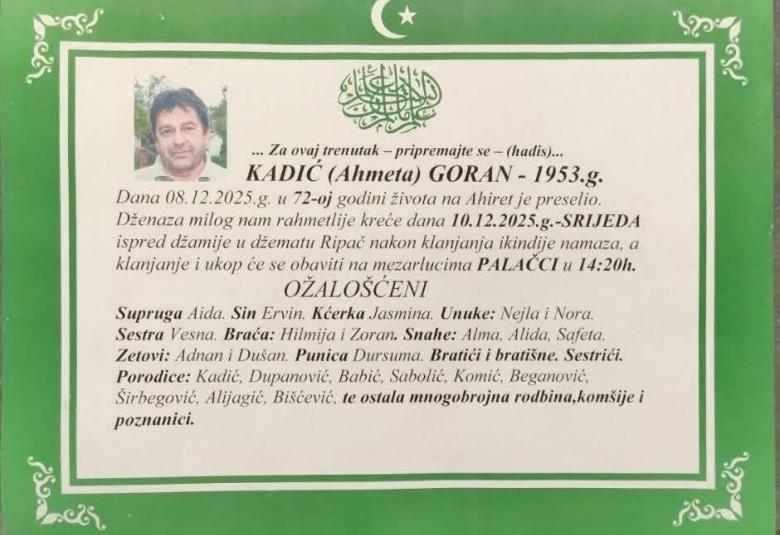 ... Za ovaj trenutak – pripremajte se – (hadis)...
KADIĆ (Ahmeta) GORAN - 1953.g.
Dana 08.12.2025.g. u 72-oj godini života na Ahiret je preselio.
Dženaza milog nam rahmetlije kreće dana 10.12.2025.g.-SRIJEDA
ispred džamije u džematu Ripač nakon klanjanja ikindije namaza, a
klanjanje i ukop će se obaviti na mezarlucima PALAČCI u 14:20h.
OŽALOŠĆENI
Supruga Aida. Sin Ervin. Kćerka Jasmina. Unuke: Nejla i Nora.
Sestra Vesna. Braća: Hilmija i Zoran. Snahe: Alma, Alida, Safeta.
Zetovi: Adnan i Dušan. Punica Dursuma. Bratići i bratišne. Sestrići.
Porodice: Kadić, Dupanović, Babić, Sabolić, Komić, Beganović,
Širbegović, Alijagić, Bišćević, te ostala mnogobrojna rodbina,komšije i
poznanici.